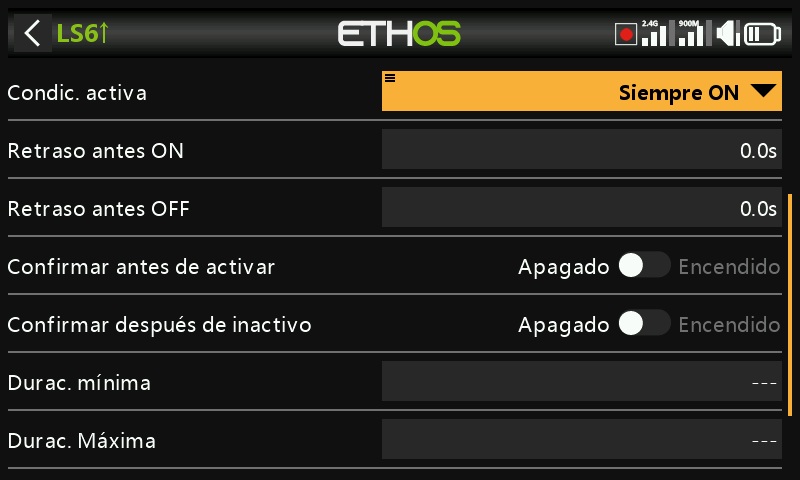 LS6↑
ETHOS
2.4G
900M
Condic. activa
Siempre ON
Retraso antes ON
0.0s
Retraso antes OFF
0.0s
Confirmar antes de activar
Apagado
Encendido
Confirmar después de inactivo
Apagado
Encendido
Durac. mínima
---
Durac. Máxima
---